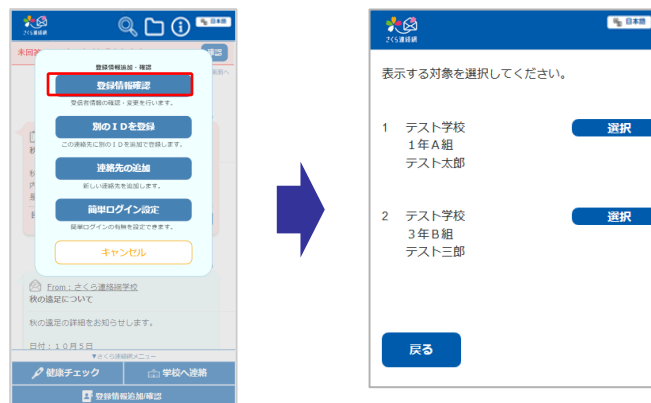 さくら連絡網
日本語
未回答
確認
登録情報追加・確認
登録情報確認
受信者情報の確認・変更を行います。
別のＩＤを登録
この連絡先に別のＩＤを追加で登録します。
連絡先の追加
新しい連絡先を追加します。
簡単ログイン設定
簡単ログインの有無を設定できます。
キャンセル
From：さくら連絡網学校
秋の遠足について
秋の遠足の詳細をお知らせします。
日付：１０月５日
▼さくら連絡網メニュー
健康チェック
学校へ連絡
登録情報追加/確認
さくら連絡網
日本語
表示する対象を選択してください。
1 テスト学校
１年Ａ組
テスト太郎
選択
2 テスト学校
３年Ｂ組
テスト三郎
選択
戻る